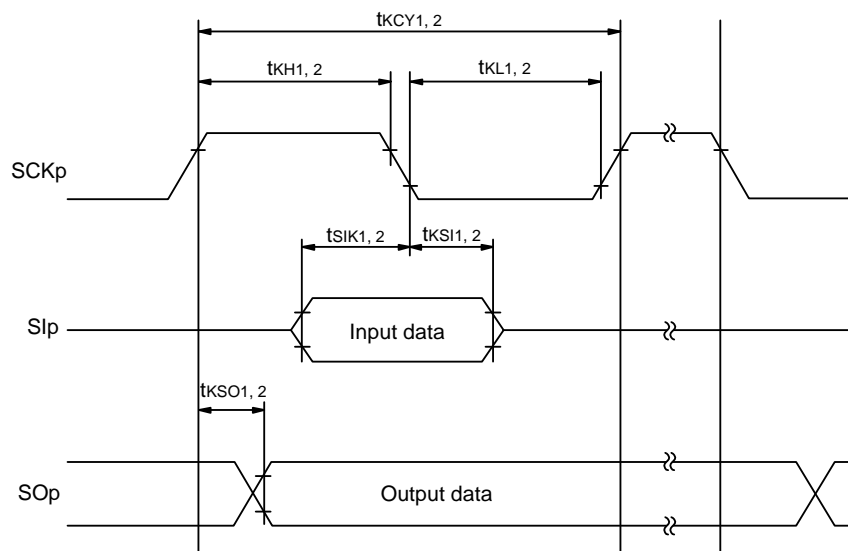 tKCY1, 2
tKH1, 2
tKL1, 2
SCKp
tSIK1, 2
tKSI1, 2
SIp
Input data
tKSO1, 2
SOp
Output data